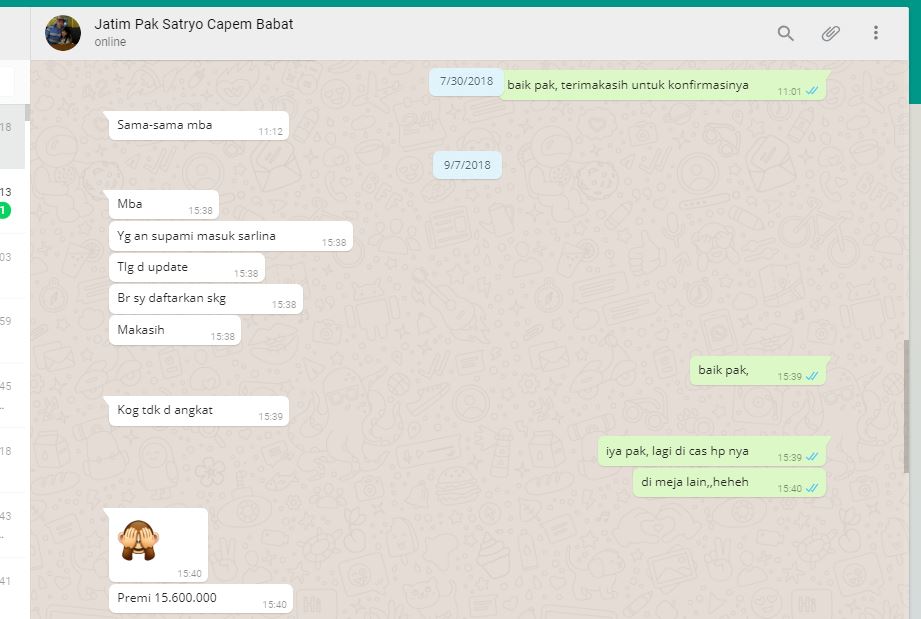 Jatim Pak Satryo Capem Babat
online
7/30/2018
baik pak, terimakasih untuk konfirmasinya 11:01
18
Sama-sama mba 11:12
9/7/2018
13
1
Mba 15:38
Yg an supami masuk sarlina 15:38
03
Tlg d update 15:38
Br sy daftarkan skg 15:38
59
Makasih 15:38
baik pak, 15:39
45
..
Kog tdk d angkat 15:39
18
iya pak, lagi di cas hp nya 15:39
di meja lain,,heheh 15:40
43
..
15:40
41
Premi 15.600.000 15:40